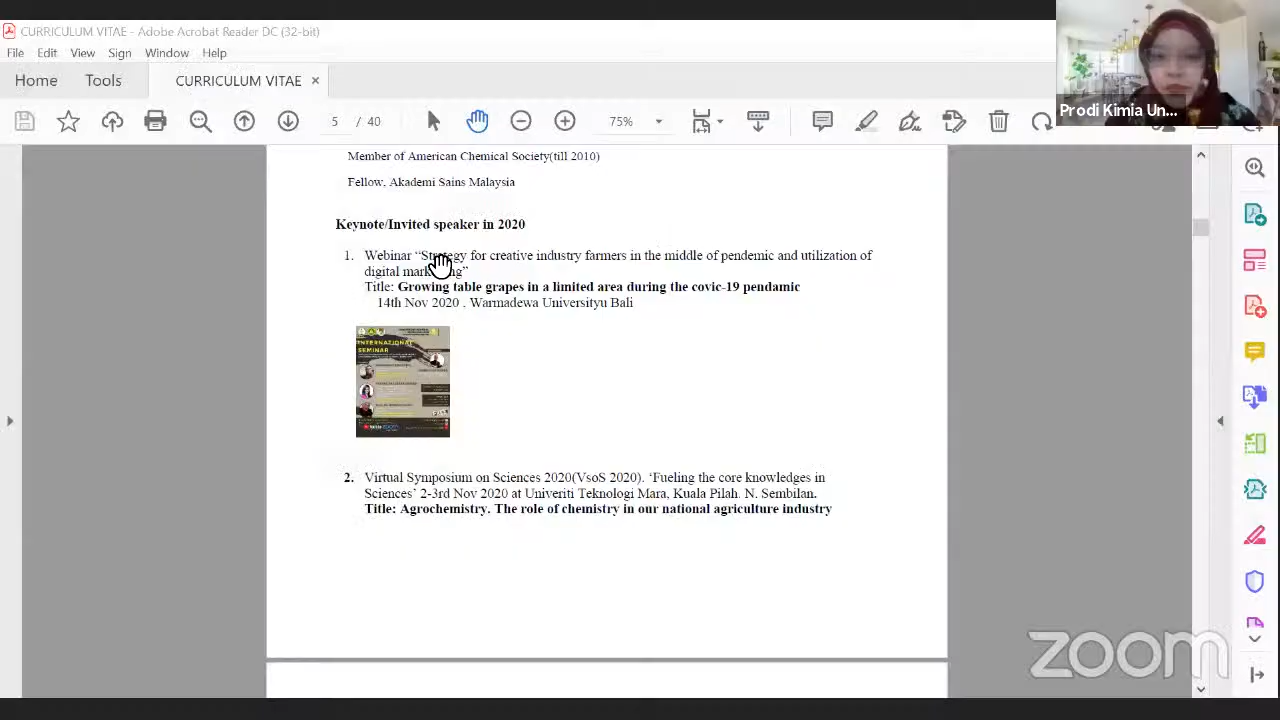 CURRICULUM VITAE - Adobe Acrobat Reader DC (32-bit)
File Edit View Sign Window Help
Home Tools CURRICULUM VITAE ×
5 / 40 75%
Prodi Kimia Un...
Member of American Chemical Society(till 2010)
Fellow, Akademi Sains Malaysia
Keynote/Invited speaker in 2020
1. Webinar “Strategy for creative industry farmers in the middle of pendemic and utilization of
digital marketing”
Title: Growing table grapes in a limited area during the covic-19 pendamic
14th Nov 2020 . Warmadewa Universityu Bali
INTERNATIONAL
SEMINAR
2. Virtual Symposium on Sciences 2020(VsoS 2020). ‘Fueling the core knowledges in
Sciences’ 2-3rd Nov 2020 at Univeriti Teknologi Mara, Kuala Pilah. N. Sembilan.
Title: Agrochemistry. The role of chemistry in our national agriculture industry
zoom